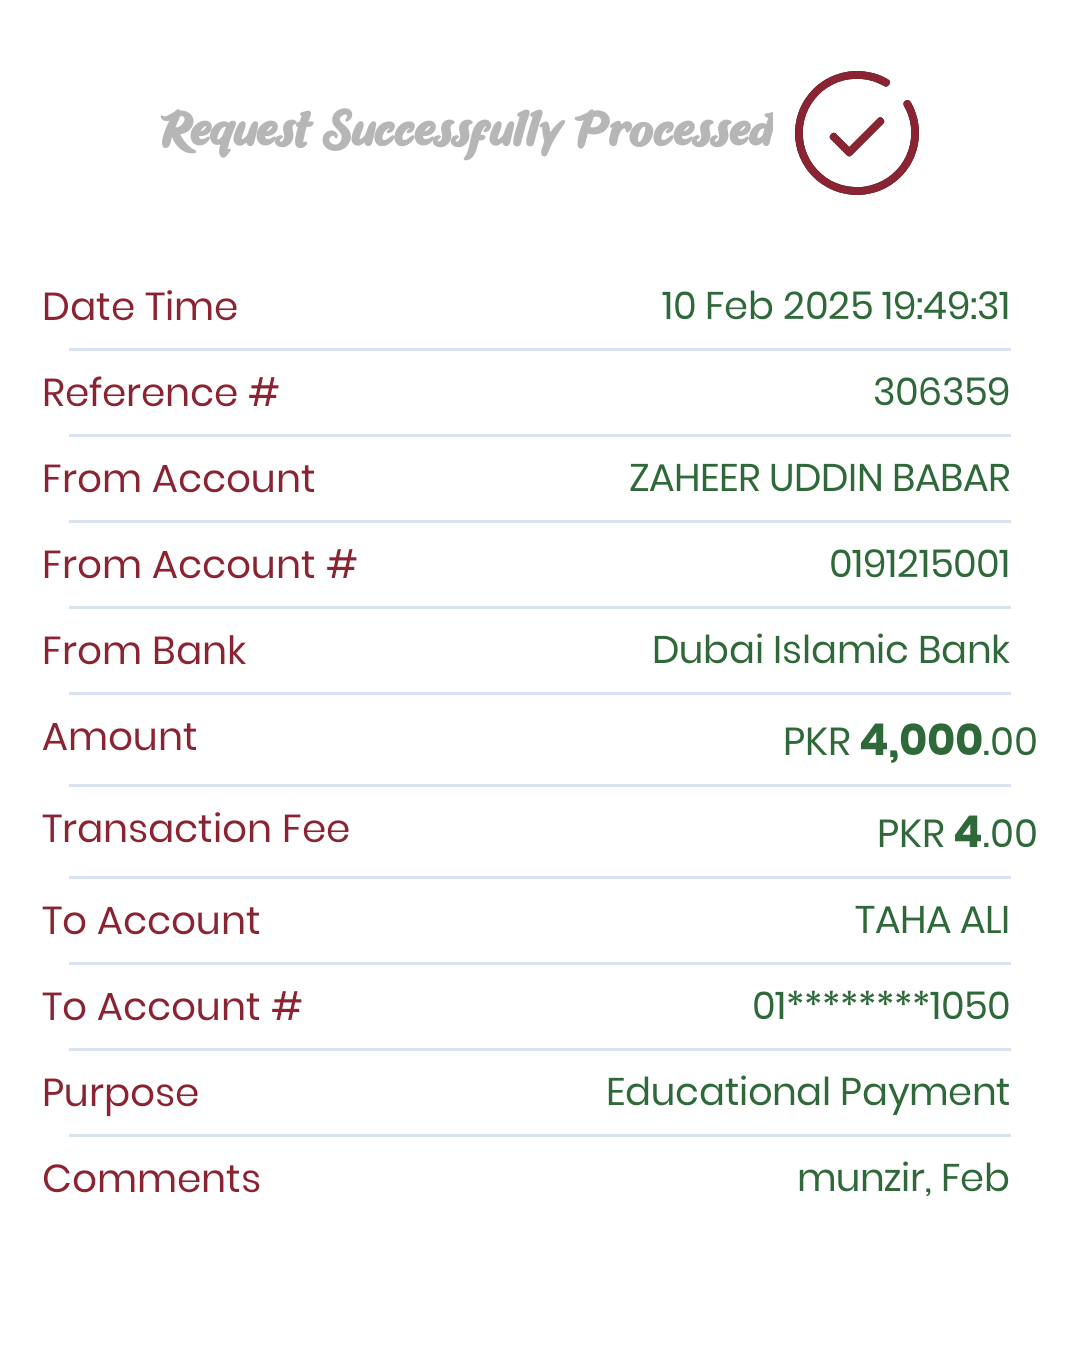 Request Successfully Processed
Date Time 10 Feb 2025 19:49:31
Reference # 306359
From Account ZAHEER UDDIN BABAR
From Account # 0191215001
From Bank Dubai Islamic Bank
Amount PKR 4,000.00
Transaction Fee PKR 4.00
To Account TAHA ALI
To Account # 01********1050
Purpose Educational Payment
Comments munzir, Feb